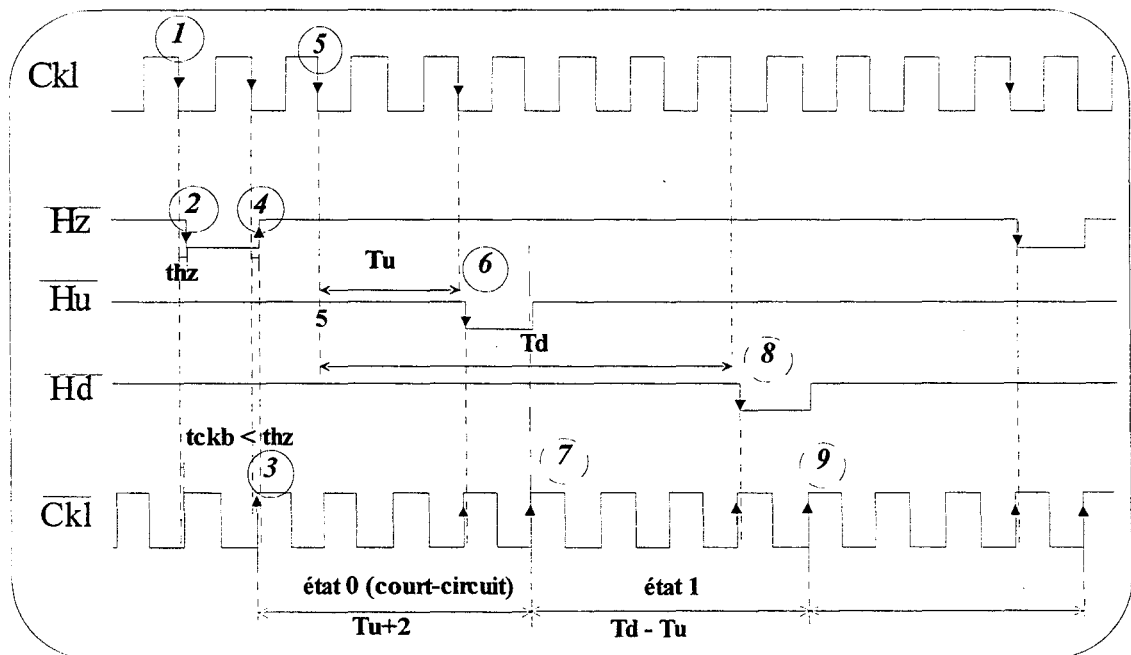 1
5
Ckl
Hz
2
4
thz
Tu
6
Hu
5
Td
8
Hd
tckb < thz
3
7
9
Ckl
état 0 (court-circuit)
état 1
Tu+2
Td - Tu